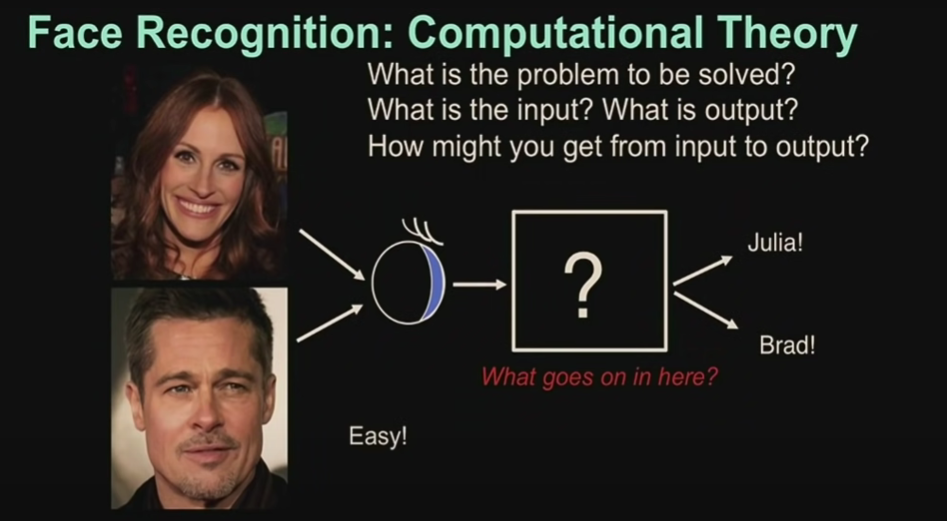 Face Recognition: Computational Theory
What is the problem to be solved?
What is the input? What is output?
How might you get from input to output?
?
Julia!
Brad!
What goes on in here?
Easy!